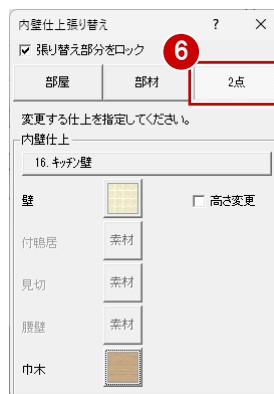 内壁仕上張り替え ? ×
張り替え部分をロック
6
部屋 部材 2点
変更する仕上を指定してください。
内壁仕上
16. キッチン壁
壁 高さ変更
付鴨居 素材
見切 素材
腰壁 素材
巾木